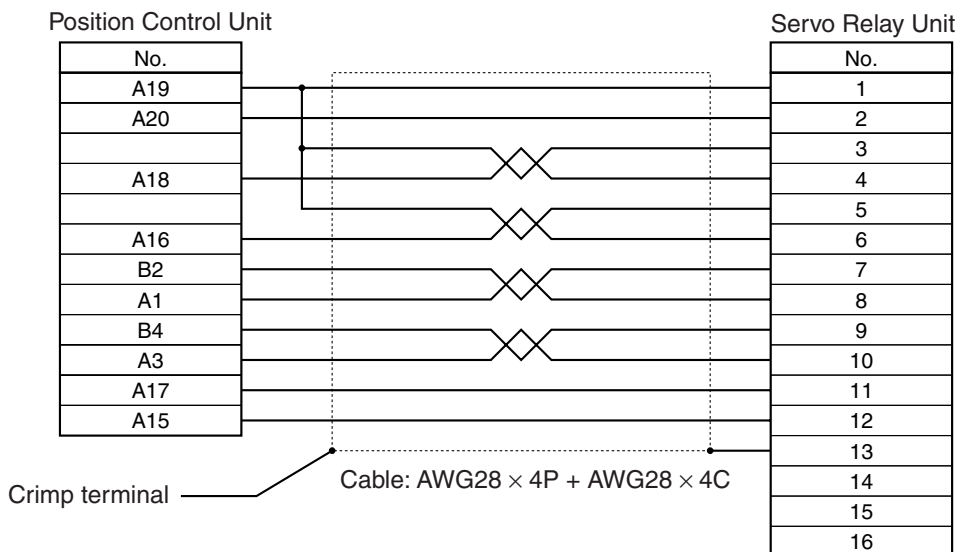 Position Control Unit
Servo Relay Unit
No.
No.
A19
1
A20
2
3
A18
4
5
A16
6
B2
7
A1
8
B4
9
A3
10
A17
11
A15
12
13
Crimp terminal
Cable: AWG28 × 4P + AWG28 × 4C
14
15
16